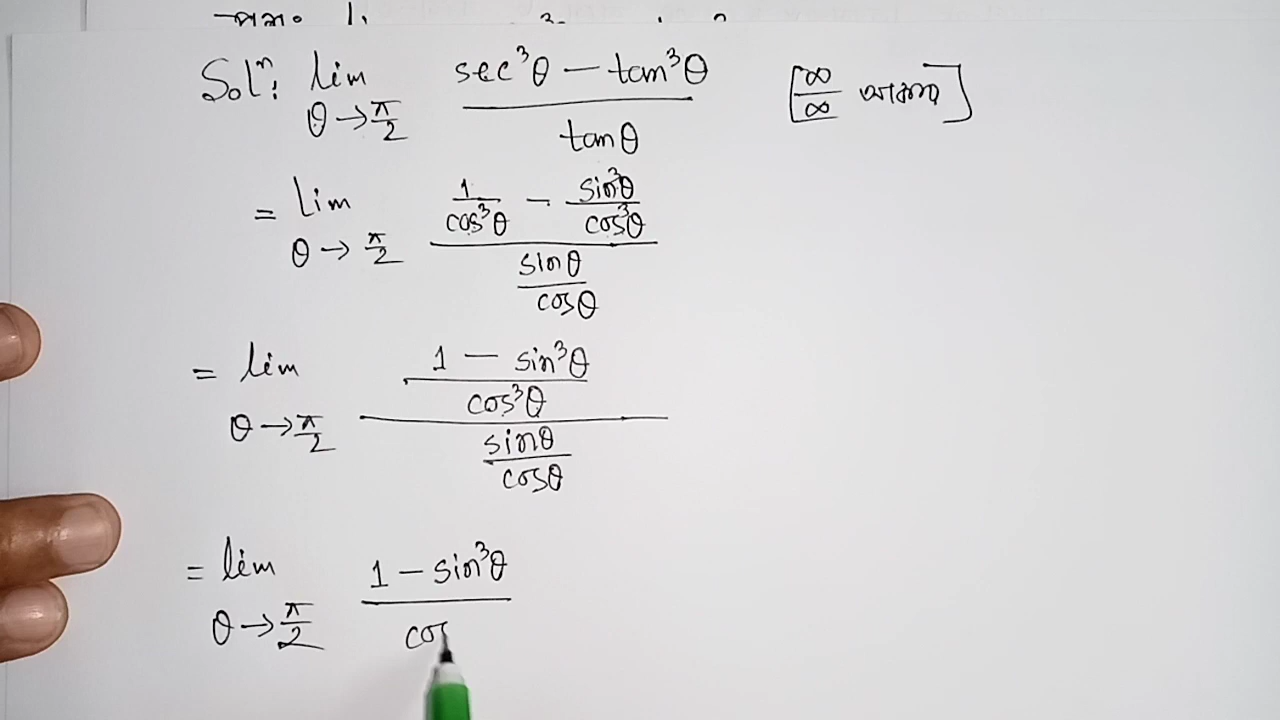 Solⁿ: lim θ→π/2 (sec³θ − tan³θ)/(tanθ) [∞/∞ আকার]
= Lim θ→π/2 (1/cos³θ − sin³θ/cos³θ)/(sinθ/cosθ)
= lim θ→π/2 ((1 − sin³θ)/cos³θ)/(sinθ/cosθ)
= lim θ→π/2 (1 − sin³θ)/cos